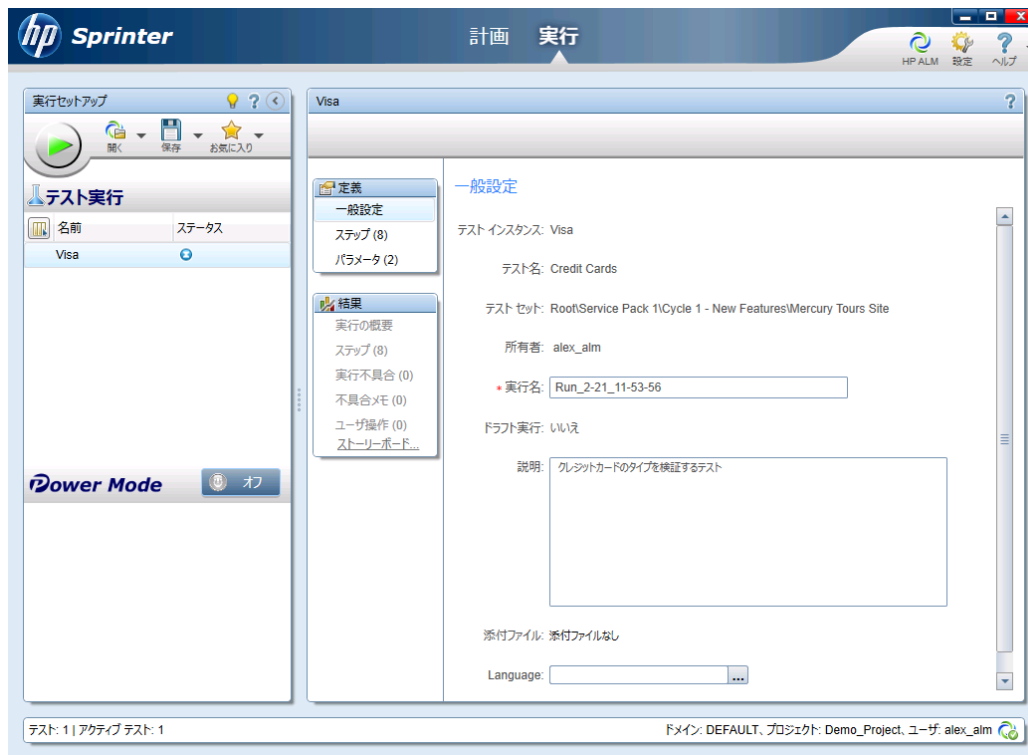 hp Sprinter
計画 実行
HP ALM 設定 ヘルプ
実行セットアップ ?
開く 保存 お気に入り
テスト実行
名前 ステータス
Visa
Power Mode オフ
Visa ?
定義
一般設定
ステップ (8)
パラメータ (2)
結果
実行の概要
ステップ (8)
実行不具合 (0)
不具合メモ (0)
ユーザ操作 (0)
ストーリーボード...
一般設定
テスト インスタンス: Visa
テスト名: Credit Cards
テスト セット: Root\Service Pack 1\Cycle 1 - New Features\Mercury Tours Site
所有者: alex_alm
*実行名: Run_2-21_11-53-56
ドラフト実行: いいえ
説明: クレジットカードのタイプを検証するテスト
添付ファイル: 添付ファイルなし
Language: ...
テスト: 1 | アクティブ テスト: 1
ドメイン: DEFAULT、プロジェクト: Demo_Project、ユーザ: alex_alm